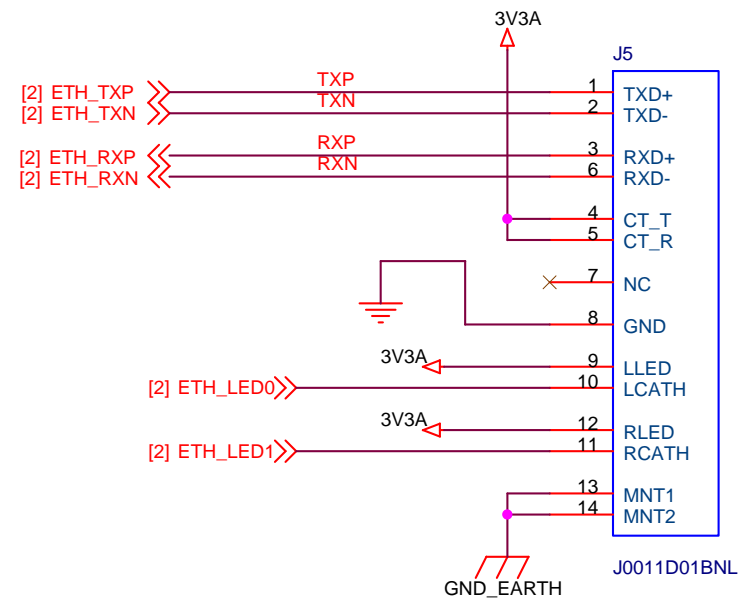 3V3A
J5
[2] ETH_TXP TXP 1 TXD+
[2] ETH_TXN TXN 2 TXD-
[2] ETH_RXP RXP 3 RXD+
[2] ETH_RXN RXN 6 RXD-
4 CT_T
5 CT_R
7 NC
8 GND
3V3A 9 LLED
[2] ETH_LED0 10 LCATH
3V3A 12 RLED
[2] ETH_LED1 11 RCATH
13 MNT1
14 MNT2
J0011D01BNL
GND_EARTH